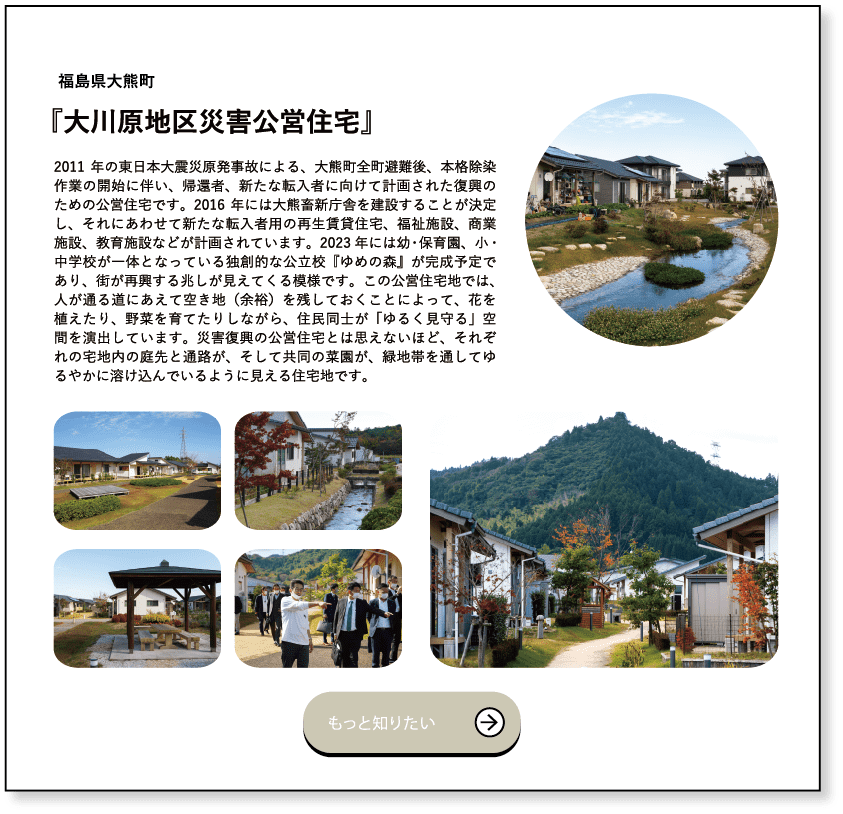 福島県大熊町
『大川原地区災害公営住宅』
2011 年の東日本大震災原発事故による、大熊町全町避難後、本格除染
作業の開始に伴い、帰還者、新たな転入者に向けて計画された復興の
ための公営住宅です。2016 年には大熊畜新庁舎を建設することが決定
し、それにあわせて新たな転入者用の再生賃貸住宅、福祉施設、商業
施設、教育施設などが計画されています。2023 年には幼・保育園、小・
中学校が一体となっている独創的な公立校『ゆめの森』が完成予定で
あり、街が再興する兆しが見えてくる模様です。この公営住宅地では、
人が通る道にあえて空き地（余裕）を残しておくことによって、花を
植えたり、野菜を育てたりしながら、住民同士が「ゆるく見守る」空
間を演出しています。災害復興の公営住宅とは思えないほど、それぞ
れの宅地内の庭先と通路が、そして共同の菜園が、緑地帯を通してゆ
るやかに溶け込んでいるように見える住宅地です。
もっと知りたい